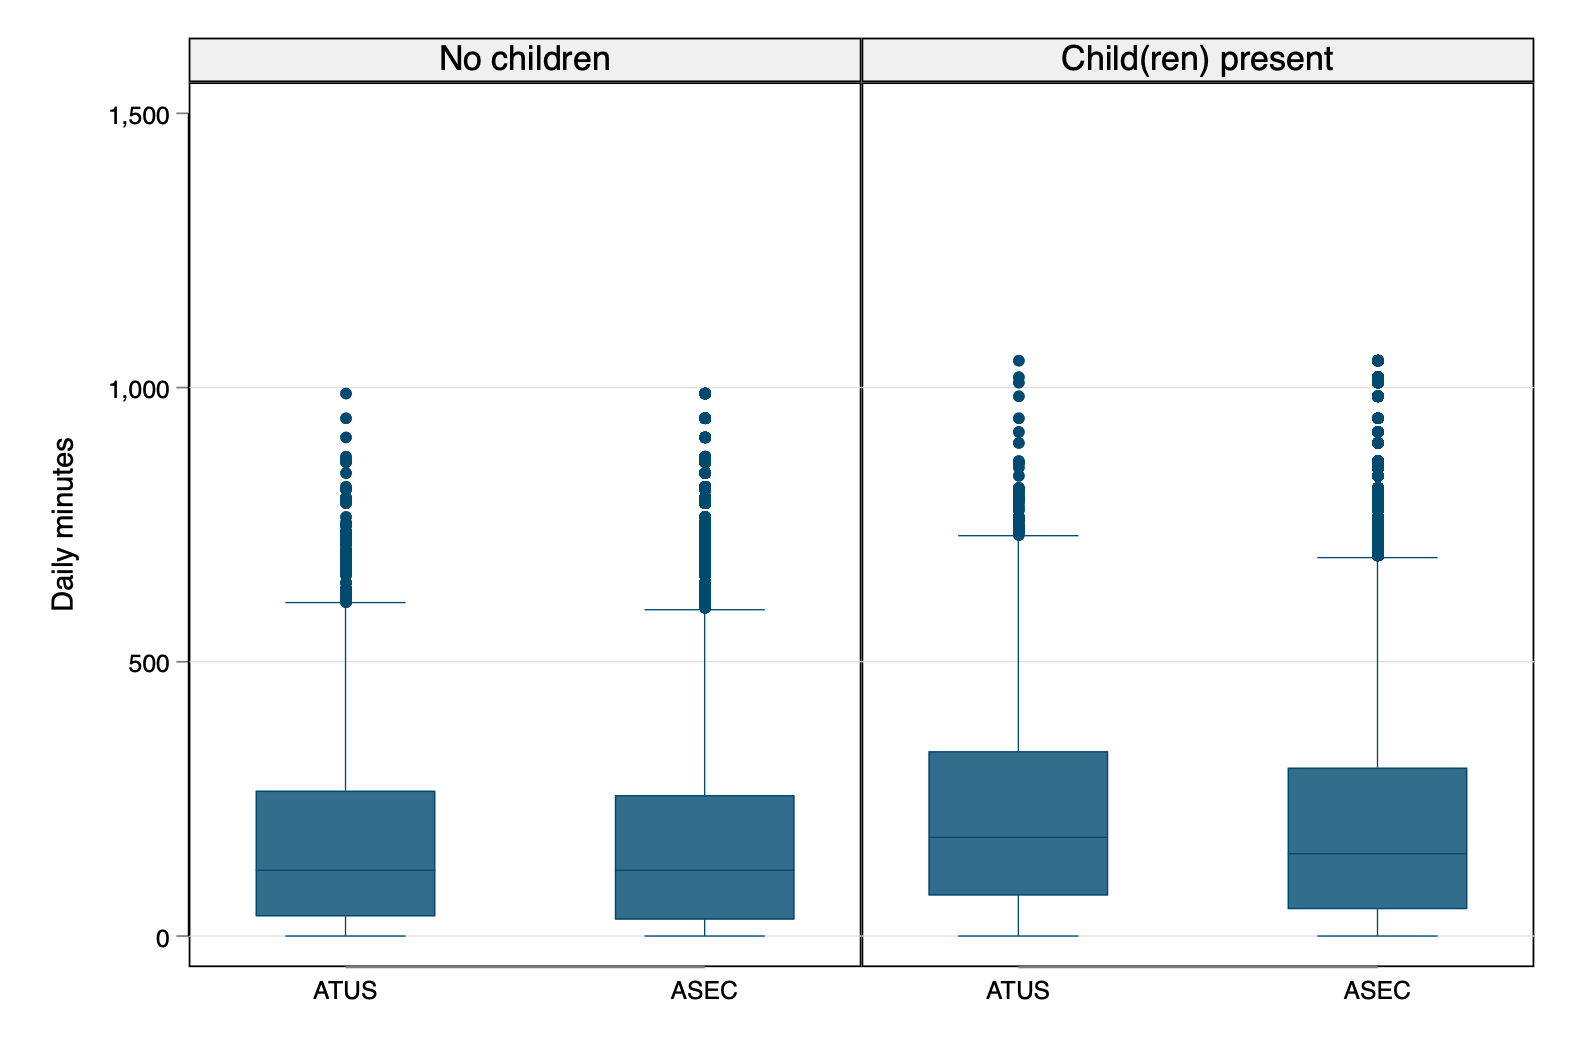 No children
Child(ren) present
1,500
1,000
500
0
Daily minutes
ATUS
ASEC
ATUS
ASEC